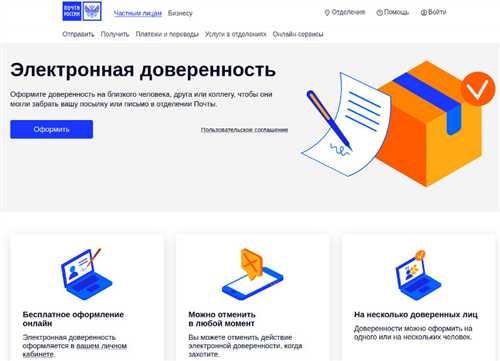 ПОЧТА РОССИИ
Частным лицам Бизнесу Отделения Помощь Войти
Отправить Получить Платежи и переводы Услуги в отделениях Онлайн-сервисы
Электронная доверенность
Оформите доверенность на близкого человека, друга или коллегу, чтобы они
могли забрать вашу посылку или письмо в отделении Почты.
Оформить Пользовательское соглашение
Бесплатное оформление
онлайн
Электронная доверенность
оформляется в вашем личном
кабинете.
Можно отменить
в любой момент
Вы можете отменить действие
электронной доверенности, когда
захотите.
На несколько доверенных лиц
Доверенности можно оформить на
одного или на нескольких человек.